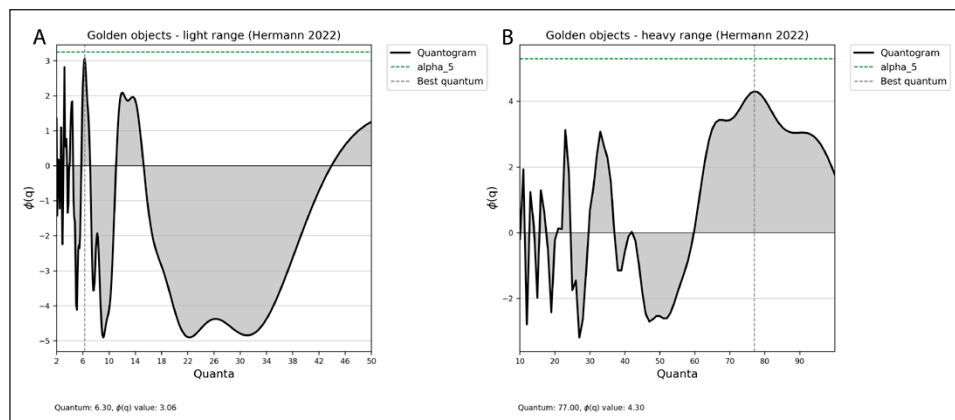 A
Golden objects - light range (Hermann 2022)
Quantogram
alpha_5
Best quantum
3
2
1
0
−1
−2
−3
−4
−5
ϕ(q)
2 6 10 14 18 22 26 30 34 38 42 46 50
Quanta
Quantum: 6.30, ϕ(q) value: 3.06
B
Golden objects - heavy range (Hermann 2022)
Quantogram
alpha_5
Best quantum
4
2
0
−2
ϕ(q)
10 20 30 40 50 60 70 80 90
Quanta
Quantum: 77.00, ϕ(q) value: 4.30